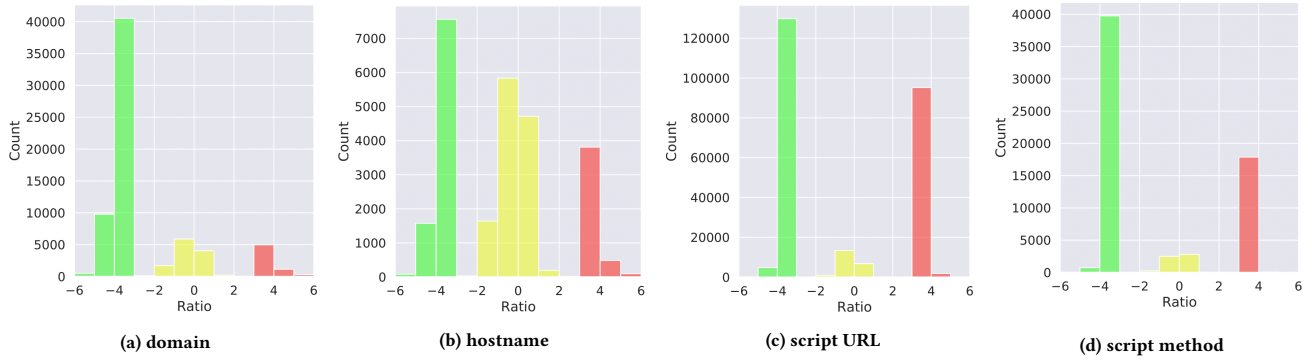 40000
35000
30000
25000
20000
15000
10000
5000
0
Count
−6 −4 −2 0 2 4 6
Ratio
(a) domain
7000
6000
5000
4000
3000
2000
1000
0
Count
−6 −4 −2 0 2 4 6
Ratio
(b) hostname
120000
100000
80000
60000
40000
20000
0
Count
−6 −4 −2 0 2 4 6
Ratio
(c) script URL
40000
35000
30000
25000
20000
15000
10000
5000
0
Count
−6 −4 −2 0 2 4 6
Ratio
(d) script method